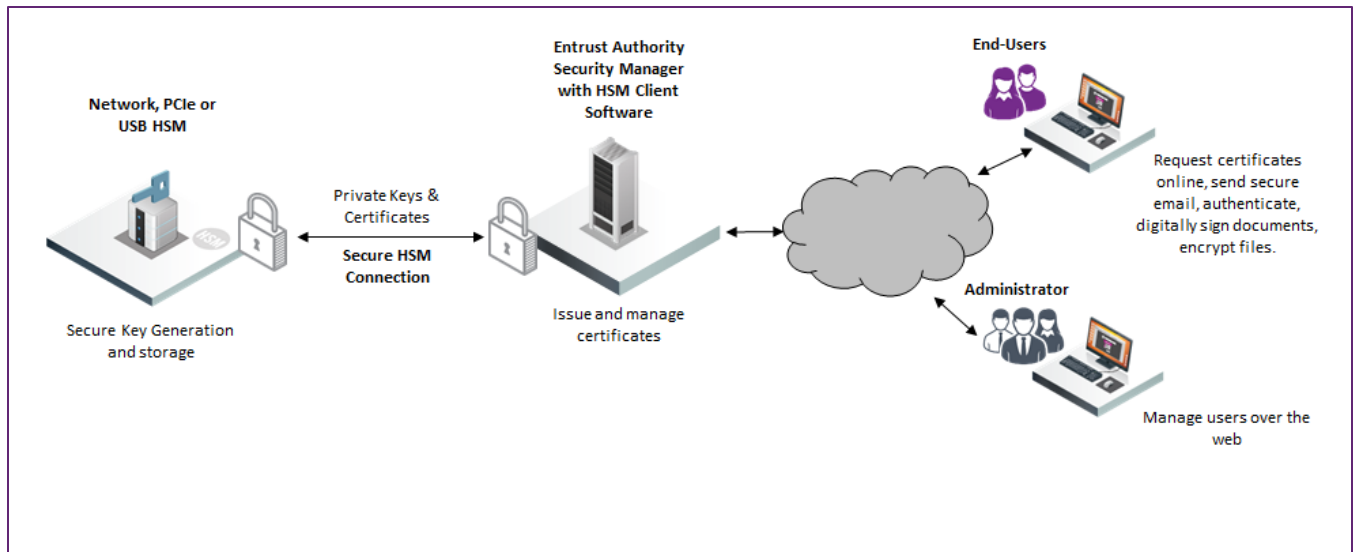 Network, PCIe or
USB HSM
HSM
Secure Key Generation
and storage
Private Keys &
Certificates
Secure HSM
Connection
Entrust Authority
Security Manager
with HSM Client
Software
Issue and manage
certificates
End-Users
Request certificates
online, send secure
email, authenticate,
digitally sign documents,
encrypt files.
Administrator
Manage users over the
web